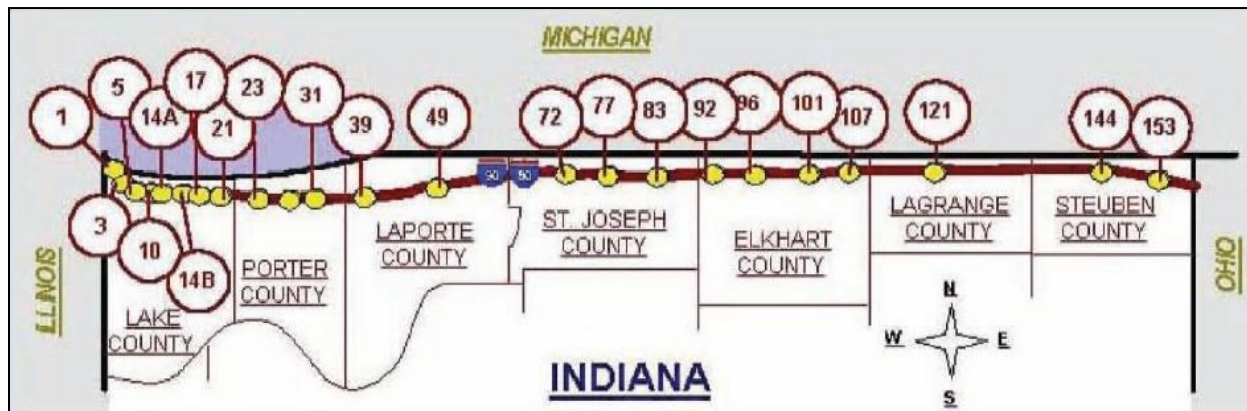 MICHIGAN
1
5
14A
17
21
23
31
39
49
72
77
83
92
96
101
107
121
144
153
3
10
14B
90
90
ILLINOIS
LAKE
COUNTY
PORTER
COUNTY
LAPORTE
COUNTY
ST. JOSEPH
COUNTY
ELKHART
COUNTY
LAGRANGE
COUNTY
STEUBEN
COUNTY
OHIO
N
W
E
S
INDIANA